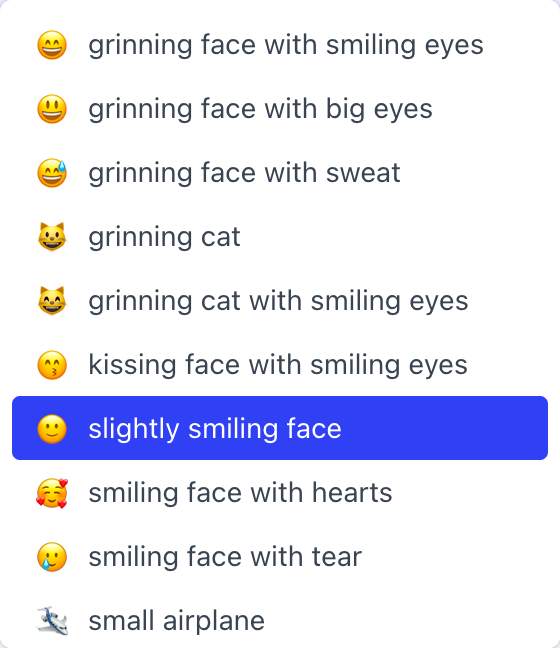 😄 grinning face with smiling eyes
😃 grinning face with big eyes
😅 grinning face with sweat
😺 grinning cat
😸 grinning cat with smiling eyes
😙 kissing face with smiling eyes
🙂 slightly smiling face
🥰 smiling face with hearts
🥲 smiling face with tear
🛩️ small airplane